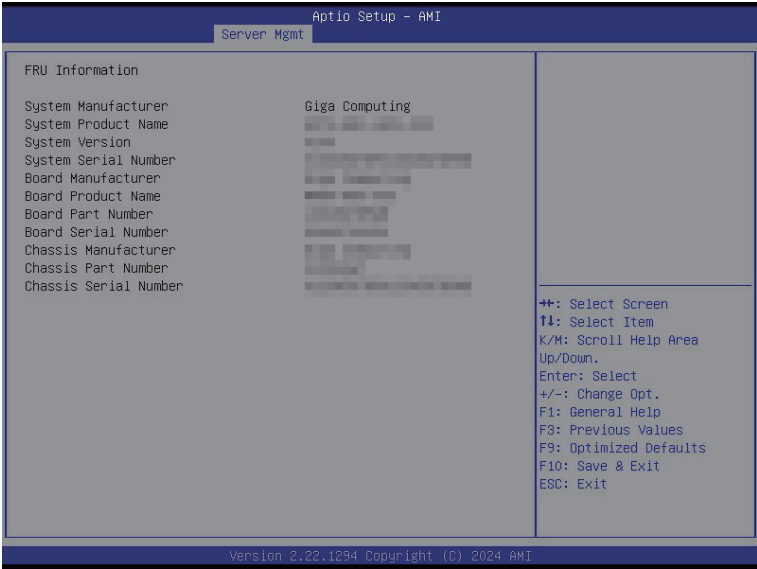 Aptio Setup – AMI
Server Mgmt
FRU Information
System Manufacturer Giga Computing
System Product Name
System Version
System Serial Number
Board Manufacturer
Board Product Name
Board Part Number
Board Serial Number
Chassis Manufacturer
Chassis Part Number
Chassis Serial Number
→←: Select Screen
↑↓: Select Item
K/M: Scroll Help Area
Up/Down.
Enter: Select
+/-: Change Opt.
F1: General Help
F3: Previous Values
F9: Optimized Defaults
F10: Save & Exit
ESC: Exit
Version 2.22.1294 Copyright (C) 2024 AMI